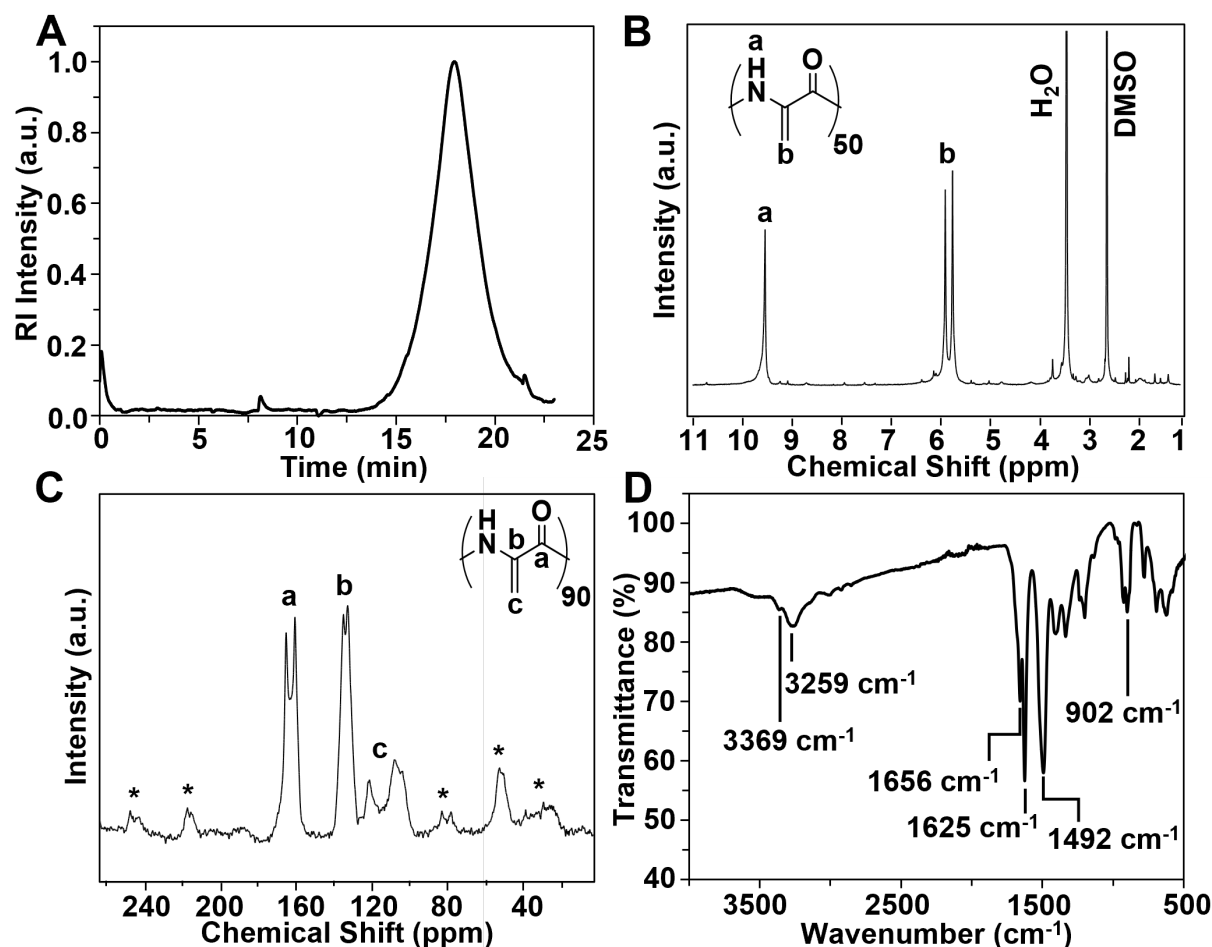 A
RI Intensity (a.u.)
1.0
0.8
0.6
0.4
0.2
0.0
0 5 10 15 20 25
Time (min)
B
Intensity (a.u.)
a
H
N
O
b
50
a
b
H₂O
DMSO
11 10 9 8 7 6 5 4 3 2 1
Chemical Shift (ppm)
C
Intensity (a.u.)
H
N
b
O
a
c
90
a
b
c
* * * * *
240 200 160 120 80 40
Chemical Shift (ppm)
D
Transmittance (%)
100
90
80
70
60
50
40
3259 cm⁻¹
3369 cm⁻¹
902 cm⁻¹
1656 cm⁻¹
1625 cm⁻¹
1492 cm⁻¹
3500 2500 1500 500
Wavenumber (cm⁻¹)